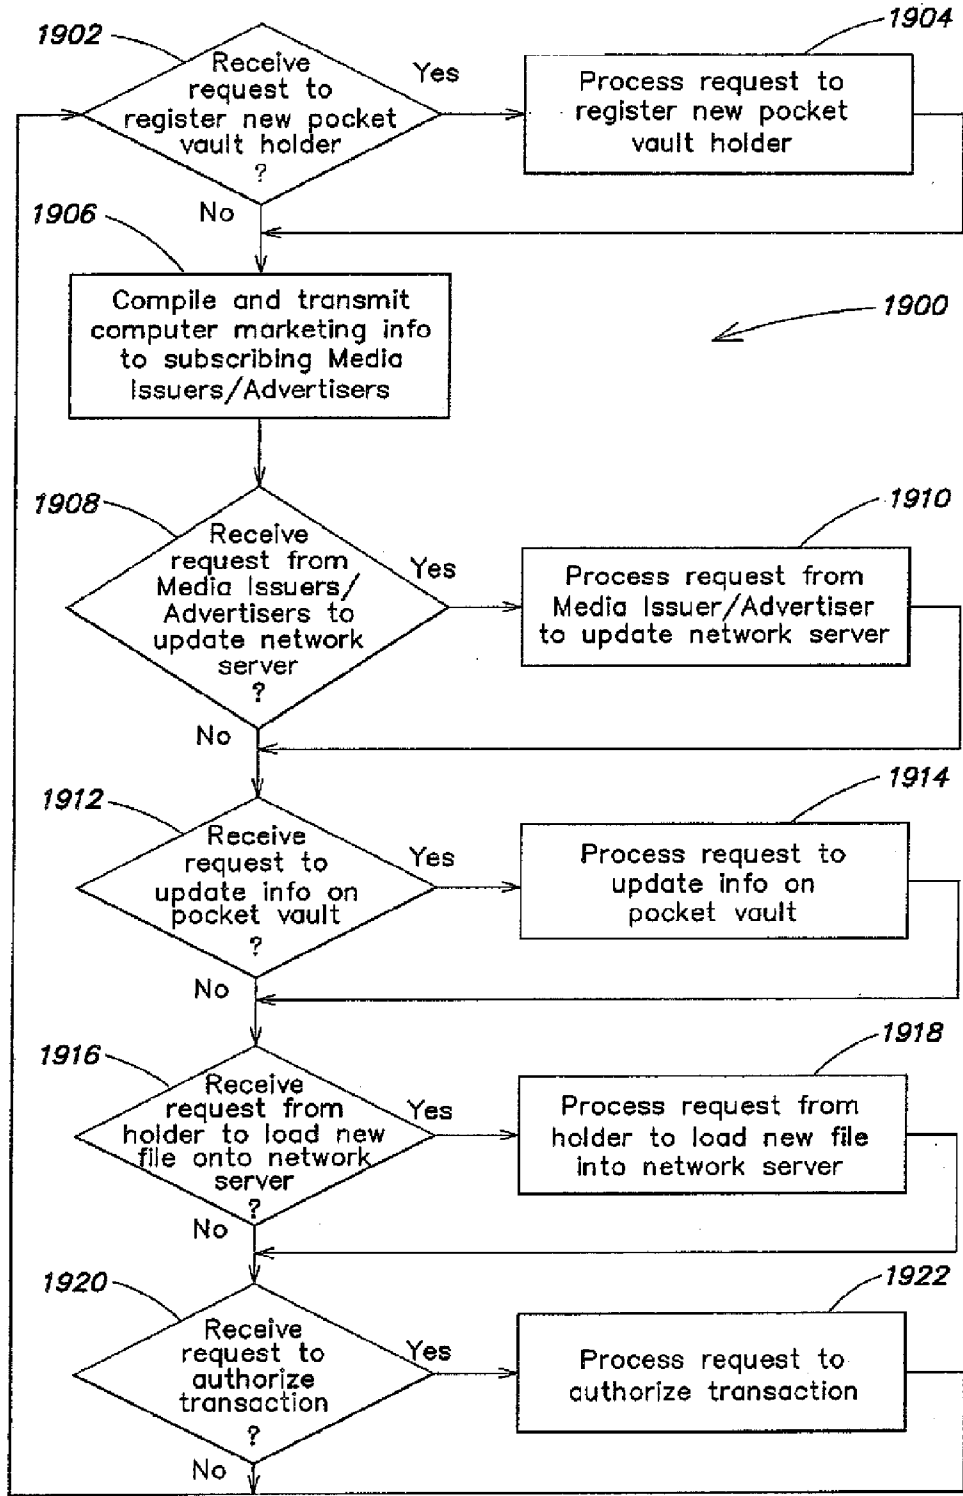 1902
Receive
request to
register new pocket
vault holder
?
Yes
1904
Process request to
register new pocket
vault holder
No
1906
Compile and transmit
computer marketing info
to subscribing Media
Issuers/Advertisers
1900
1908
Receive
request from
Media Issuers/
Advertisers to
update network
server
?
Yes
1910
Process request from
Media Issuer/Advertiser
to update network server
No
1912
Receive
request to
update info on
pocket vault
?
Yes
1914
Process request to
update info on
pocket vault
No
1916
Receive
request from
holder to load new
file onto network
server
?
Yes
1918
Process request from
holder to load new file
into network server
No
1920
Receive
request to
authorize
transaction
?
Yes
1922
Process request to
authorize transaction
No